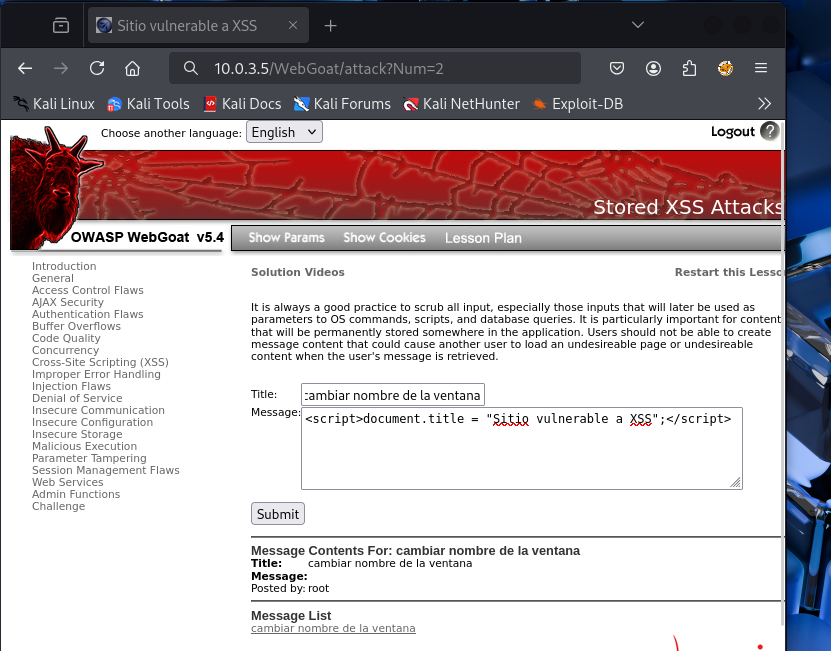 Sitio vulnerable a XSS
10.0.3.5/WebGoat/attack?Num=2
Kali Linux Kali Tools Kali Docs Kali Forums Kali NetHunter Exploit-DB
Choose another language: English Logout ?
Stored XSS Attacks
OWASP WebGoat v5.4 Show Params Show Cookies Lesson Plan
Solution Videos Restart this Lesso
Introduction
General
Access Control Flaws
AJAX Security
Authentication Flaws
Buffer Overflows
Code Quality
Concurrency
Cross-Site Scripting (XSS)
Improper Error Handling
Injection Flaws
Denial of Service
Insecure Communication
Insecure Configuration
Insecure Storage
Malicious Execution
Parameter Tampering
Session Management Flaws
Web Services
Admin Functions
Challenge
It is always a good practice to scrub all input, especially those inputs that will later be used as
parameters to OS commands, scripts, and database queries. It is particularly important for content
that will be permanently stored somewhere in the application. Users should not be able to create
message content that could cause another user to load an undesireable page or undesireable
content when the user's message is retrieved.
Title: cambiar nombre de la ventana
Message: <script>document.title = "Sitio vulnerable a XSS";</script>
Submit
Message Contents For: cambiar nombre de la ventana
Title: cambiar nombre de la ventana
Message:
Posted by: root
Message List
cambiar nombre de la ventana